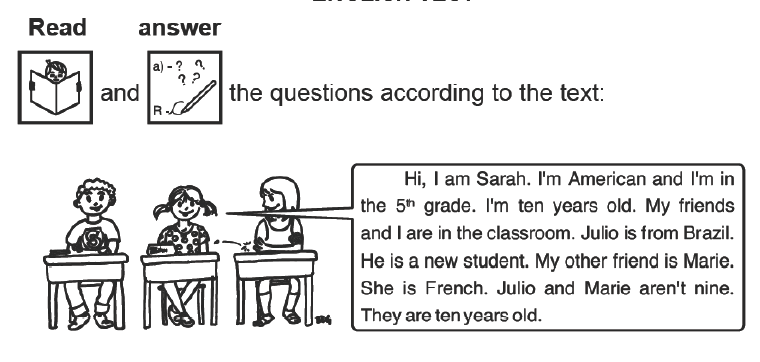 Read answer
and the questions according to the text:
a) - ? ?
? ?
R -
Hi, I am Sarah. I'm American and I'm in
the 5th grade. I'm ten years old. My friends
and I are in the classroom. Julio is from Brazil.
He is a new student. My other friend is Marie.
She is French. Julio and Marie aren't nine.
They are ten years old.